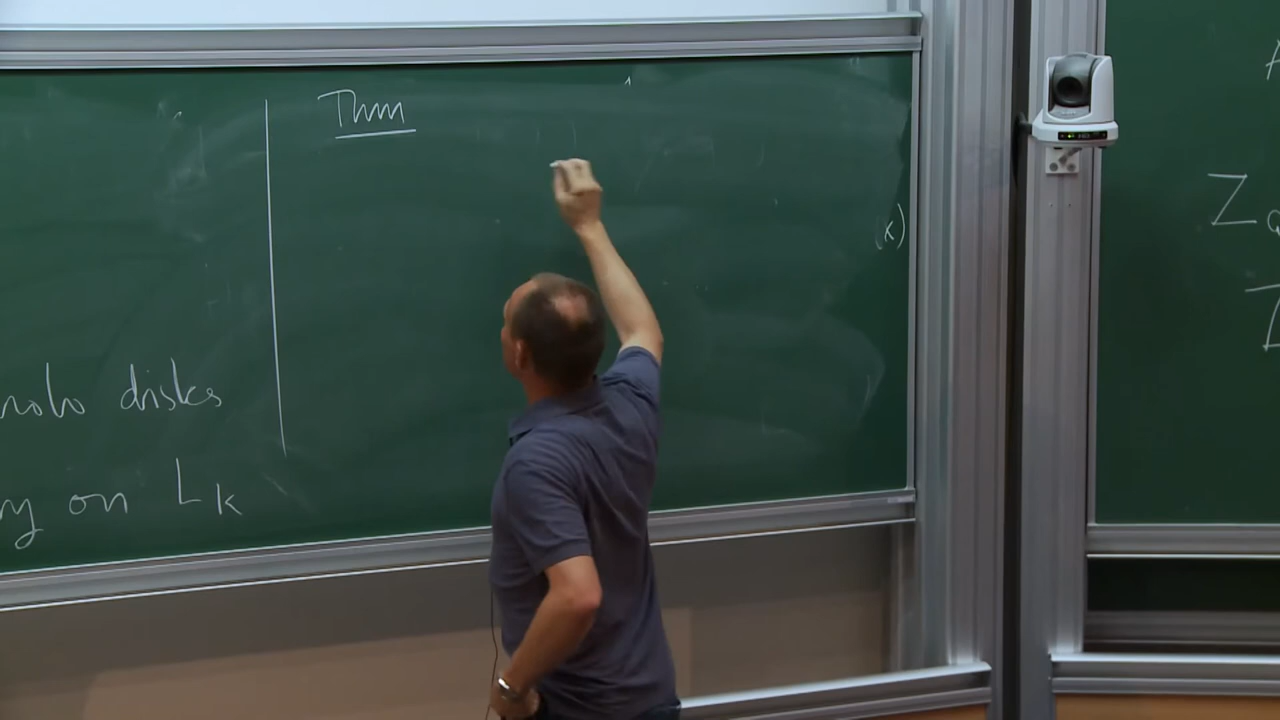 Thm
(K)
holo disks
y on L_K
Z